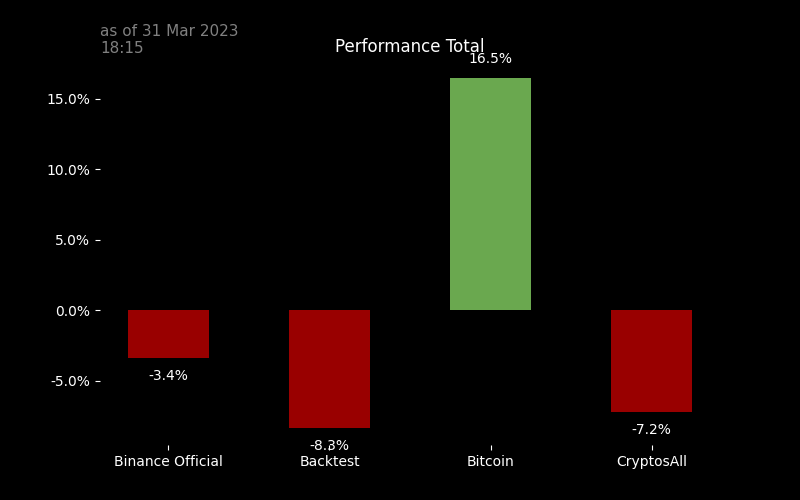 as of 31 Mar 2023
18:15
Performance Total
16.5%
15.0%
10.0%
5.0%
0.0%
-5.0%
-3.4%
-8.3%
-7.2%
Binance Official
Backtest
Bitcoin
CryptosAll